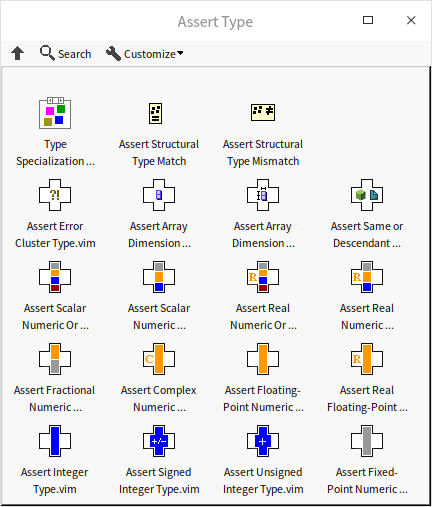 Assert Type
Search
Customize
Type
Specialization ...
Assert Structural
Type Match
Assert Structural
Type Mismatch
Assert Error
Cluster Type.vim
Assert Array
Dimension ...
Assert Array
Dimension ...
Assert Same or
Descendant ...
Assert Scalar
Numeric Or ...
Assert Scalar
Numeric ...
Assert Real
Numeric Or ...
Assert Real
Numeric ...
Assert Fractional
Numeric ...
Assert Complex
Numeric ...
Assert Floating-
Point Numeric ...
Assert Real
Floating-Point ...
Assert Integer
Type.vim
Assert Signed
Integer Type.vim
Assert Unsigned
Integer Type.vim
Assert Fixed-
Point Numeric ...